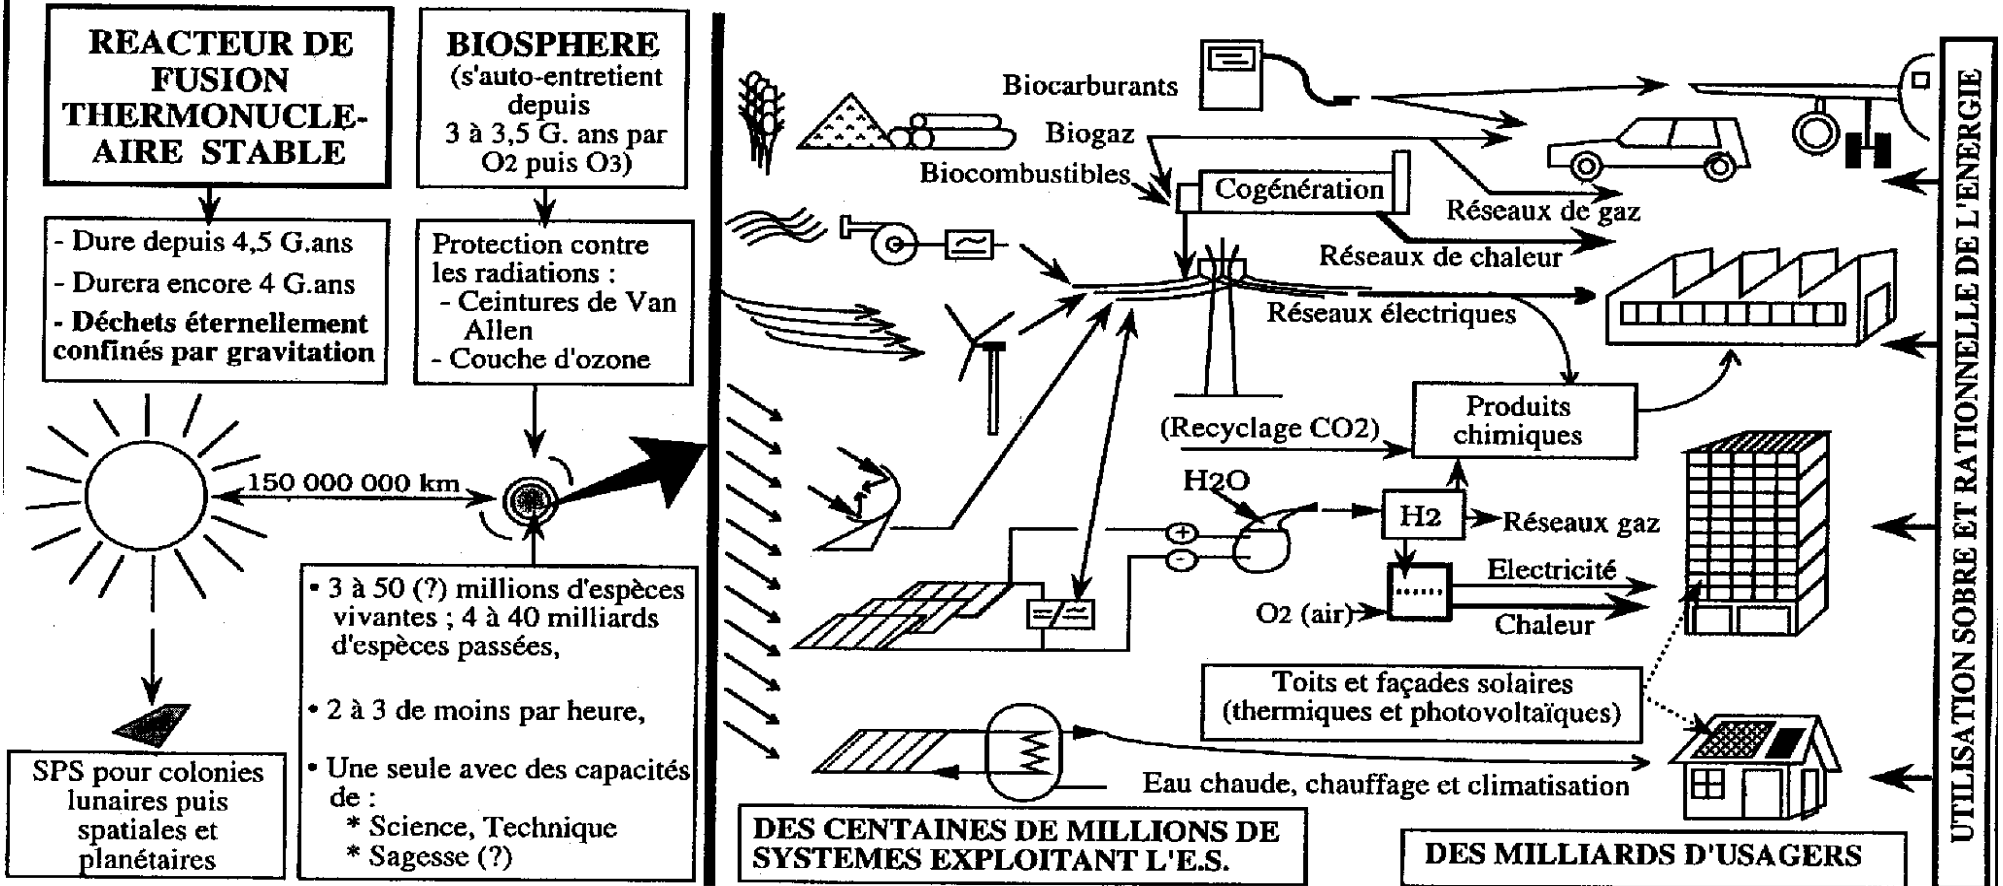 REACTEUR DE
FUSION
THERMONUCLE-
AIRE STABLE
- Dure depuis 4,5 G.ans
- Durera encore 4 G.ans
- Déchets éternellement
confinés par gravitation
BIOSPHERE
(s'auto-entretient
depuis
3 à 3,5 G. ans par
O2 puis O3)
Protection contre
les radiations :
- Ceintures de Van
Allen
- Couche d'ozone
150 000 000 km
SPS pour colonies
lunaires puis
spatiales et
planétaires
• 3 à 50 (?) millions d'espèces
vivantes ; 4 à 40 milliards
d'espèces passées,
• 2 à 3 de moins par heure,
• Une seule avec des capacités
de :
* Science, Technique
* Sagesse (?)
Biocarburants
Biogaz
Biocombustibles
Cogénération
Réseaux de gaz
Réseaux de chaleur
Réseaux électriques
(Recyclage CO2)
Produits
chimiques
H2O
+
-
H2
Réseaux gaz
Electricité
O2 (air)
Chaleur
Toits et façades solaires
(thermiques et photovoltaïques)
Eau chaude, chauffage et climatisation
DES CENTAINES DE MILLIONS DE
SYSTEMES EXPLOITANT L'E.S.
DES MILLIARDS D'USAGERS
UTILISATION SOBRE ET RATIONNELLE DE L'ENERGIE